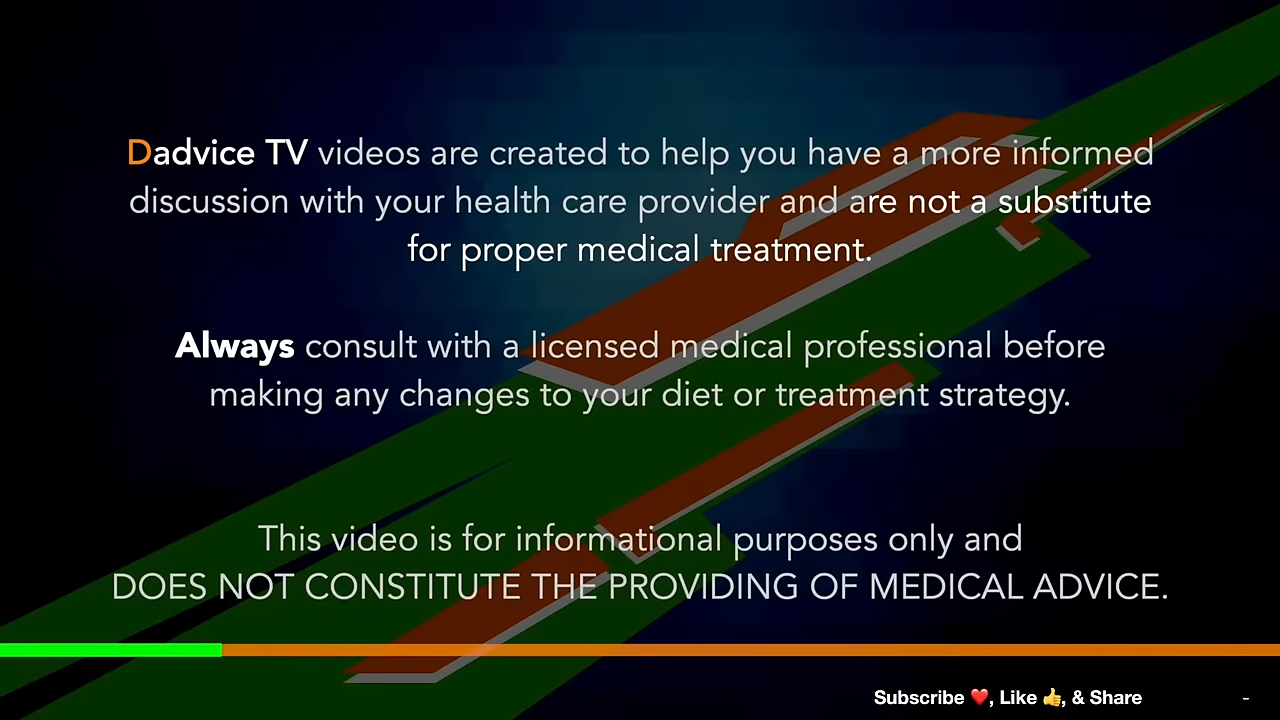 Dadvice TV videos are created to help you have a more informed
discussion with your health care provider and are not a substitute
for proper medical treatment.
Always consult with a licensed medical professional before
making any changes to your diet or treatment strategy.
This video is for informational purposes only and
DOES NOT CONSTITUTE THE PROVIDING OF MEDICAL ADVICE.
Subscribe ❤️, Like 👍, & Share -